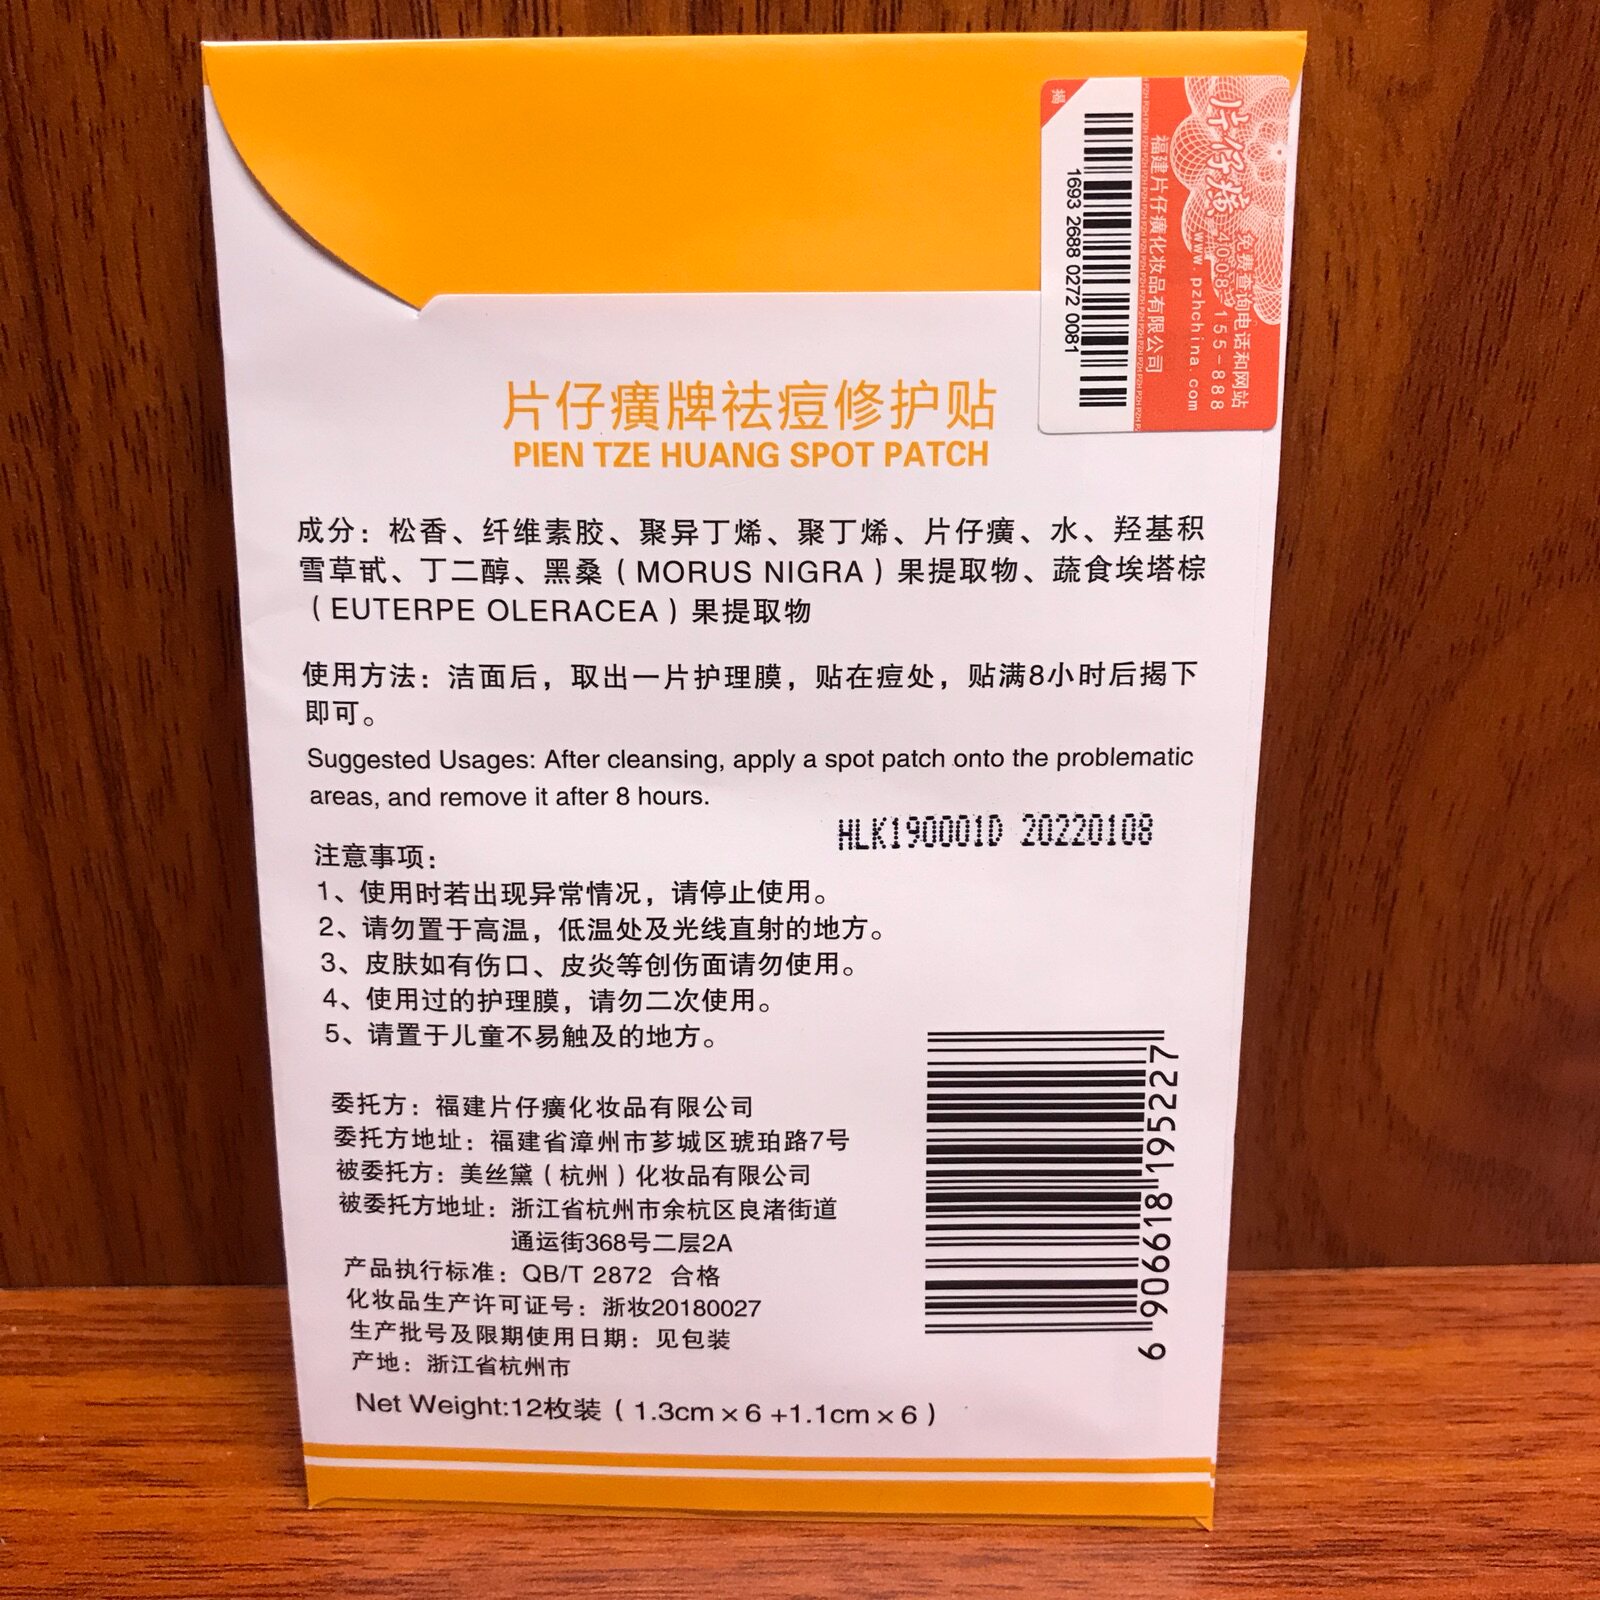 揭
1693 2688 0272 0081
福建片仔癀化妆品有限公司
片仔癀
免费查询电话和网站
www.pzhchina.com
片仔癀牌祛痘修护贴
PIEN TZE HUANG SPOT PATCH
成分：松香、纤维素胶、聚异丁烯、聚丁烯、片仔癀、水、羟基积
雪草甙、丁二醇、黑桑（MORUS NIGRA）果提取物、蔬食埃塔棕
（EUTERPE OLERACEA）果提取物
使用方法：洁面后，取出一片护理膜，贴在痘处，贴满8小时后揭下
即可。
Suggested Usages: After cleansing, apply a spot patch onto the problematic
areas, and remove it after 8 hours.
HLK190001D 20220108
注意事项：
1、使用时若出现异常情况，请停止使用。
2、请勿置于高温，低温处及光线直射的地方。
3、皮肤如有伤口、皮炎等创伤面请勿使用。
4、使用过的护理膜，请勿二次使用。
5、请置于儿童不易触及的地方。
委托方：福建片仔癀化妆品有限公司
委托方地址：福建省漳州市芗城区琥珀路7号
被委托方：美丝黛（杭州）化妆品有限公司
被委托方地址：浙江省杭州市余杭区良渚街道
通运街368号二层2A
产品执行标准：QB/T 2872 合格
化妆品生产许可证号：浙妆20180027
生产批号及限期使用日期：见包装
产地：浙江省杭州市
Net Weight:12枚装（1.3cm×6+1.1cm×6）
6 906618 195227